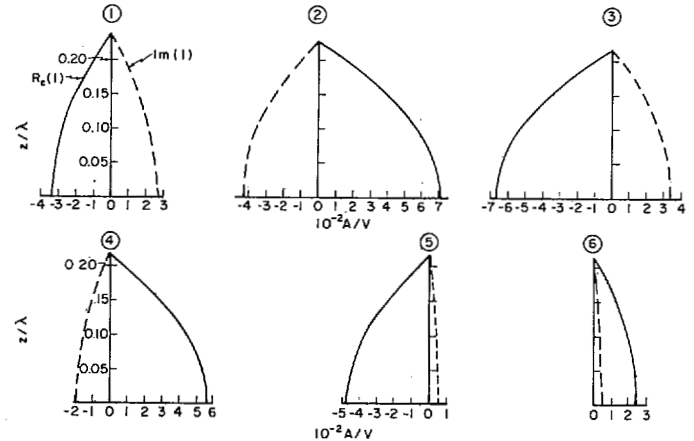 ① ② ③
Im(I)
R_e(I)
0.20
0.15
0.10
0.05
z/λ
-4 -3 -2 -1 0 1 2 3
-4 -3 -2 -1 0 1 2 3 4 5 6 7
-7 -6 -5 -4 -3 -2 -1 0 1 2 3 4
10⁻²A/V
④ ⑤ ⑥
0.20
0.15
0.10
0.05
z/λ
-2 -1 0 1 2 3 4 5 6
-5 -4 -3 -2 -1 0 1
0 1 2 3
10⁻²A/V